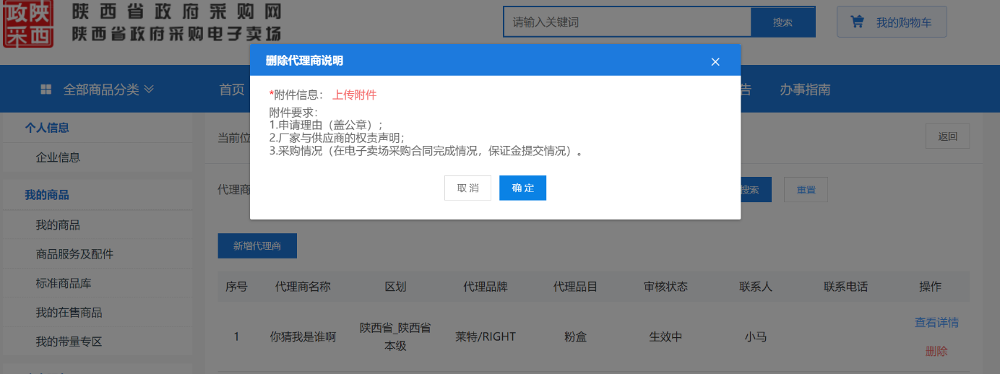 政陕
采西
陕西省政府采购网
陕西省政府采购电子卖场
请输入关键词
搜索
我的购物车
删除代理商说明
全部商品分类
首页
告
办事指南
*附件信息： 上传附件
附件要求：
1.申请理由（盖公章）；
2.厂家与供应商的权责声明；
3.采购情况（在电子卖场采购合同完成情况，保证金提交情况）。
取 消
确 定
个人信息
企业信息
我的商品
我的商品
商品服务及配件
标准商品库
我的在售商品
我的带量专区
当前位
返回
代理商
搜索
重置
新增代理商
序号 代理商名称 区划 代理品牌 代理品目 审核状态 联系人 联系电话 操作
1 你猜我是谁啊 陕西省_陕西省
本级 莱特/RIGHT 粉盒 生效中 小马 查看详情
删除